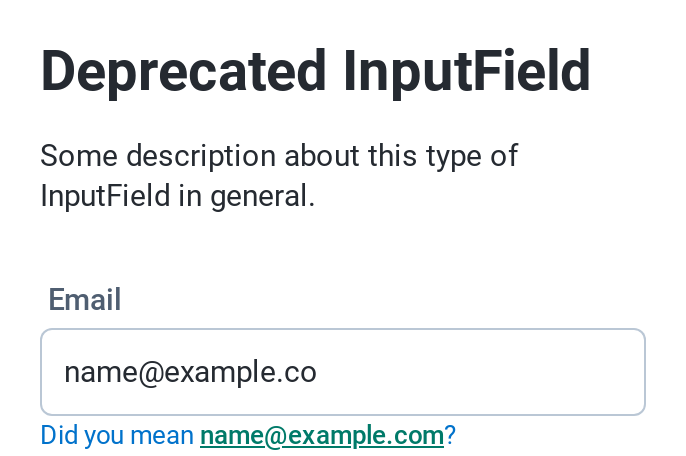 Deprecated InputField
Some description about this type of
InputField in general.
Email
name@example.co
Did you mean name@example.com?